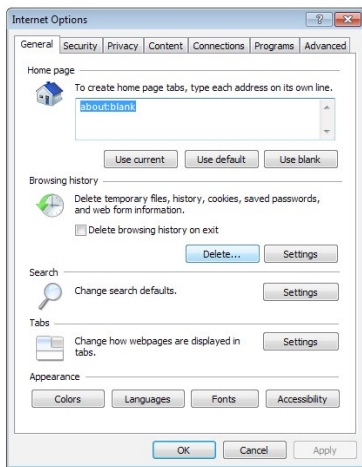 Internet Options
General Security Privacy Content Connections Programs Advanced
Home page
To create home page tabs, type each address on its own line.
about:blank
Use current Use default Use blank
Browsing history
Delete temporary files, history, cookies, saved passwords,
and web form information.
Delete browsing history on exit
Delete... Settings
Search
Change search defaults. Settings
Tabs
Change how webpages are displayed in
tabs.
Settings
Appearance
Colors Languages Fonts Accessibility
OK Cancel Apply